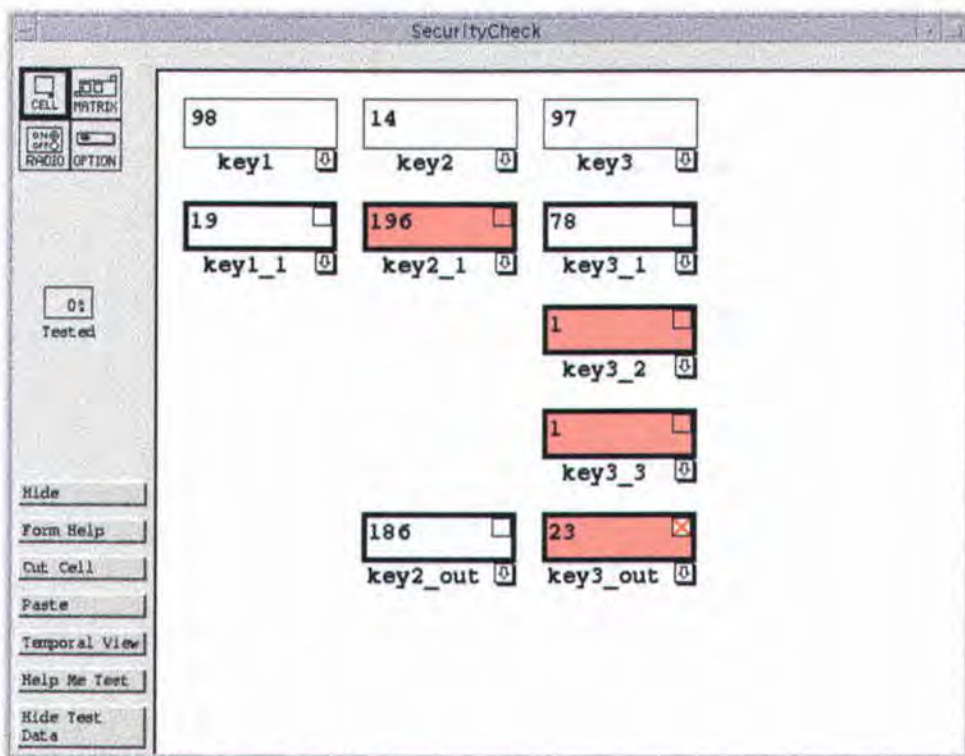 SecurityCheck
CELL MATRIX
ON
OFF
RADIO OPTION
98 14 97
key1 key2 key3
19 196 78
key1_1 key2_1 key3_1
0%
Tested
1
key3_2
1
key3_3
186 23
key2_out key3_out
Hide
Form Help
Cut Cell
Paste
Temporal View
Help Me Test
Hide Test
Data